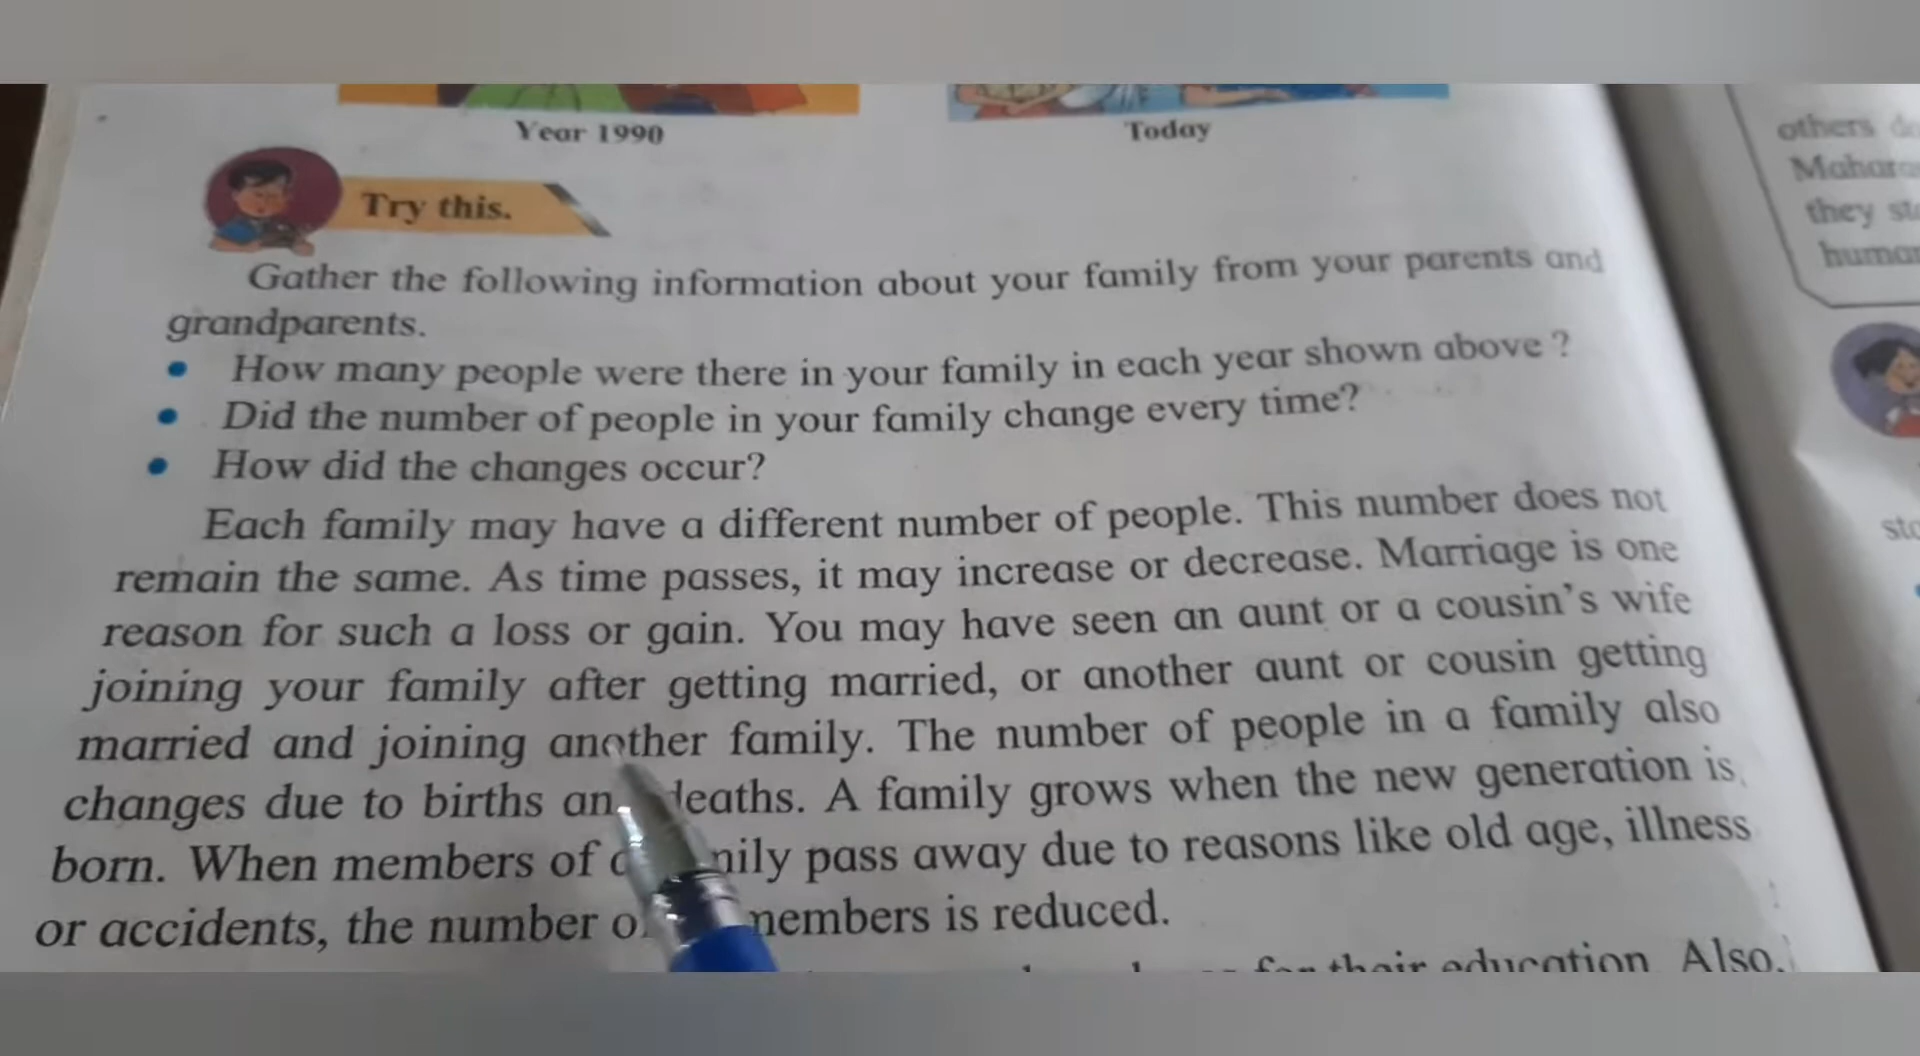 Year 1990
Today
Try this.
Gather the following information about your family from your parents and
grandparents.
• How many people were there in your family in each year shown above ?
• Did the number of people in your family change every time?
• How did the changes occur?
Each family may have a different number of people. This number does not
remain the same. As time passes, it may increase or decrease. Marriage is one
reason for such a loss or gain. You may have seen an aunt or a cousin's wife
joining your family after getting married, or another aunt or cousin getting
married and joining another family. The number of people in a family also
changes due to births an deaths. A family grows when the new generation is
born. When members of pass away due to reasons like old age, illness
or accidents, the number members is reduced.
for their education. Also,
others
they